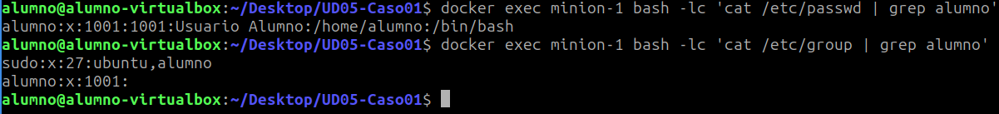 alumno@alumno-virtualbox:~/Desktop/UD05-Caso01$ docker exec minion-1 bash -lc 'cat /etc/passwd | grep alumno'
alumno:x:1001:1001:Usuario Alumno:/home/alumno:/bin/bash
alumno@alumno-virtualbox:~/Desktop/UD05-Caso01$ docker exec minion-1 bash -lc 'cat /etc/group | grep alumno'
sudo:x:27:ubuntu,alumno
alumno:x:1001:
alumno@alumno-virtualbox:~/Desktop/UD05-Caso01$